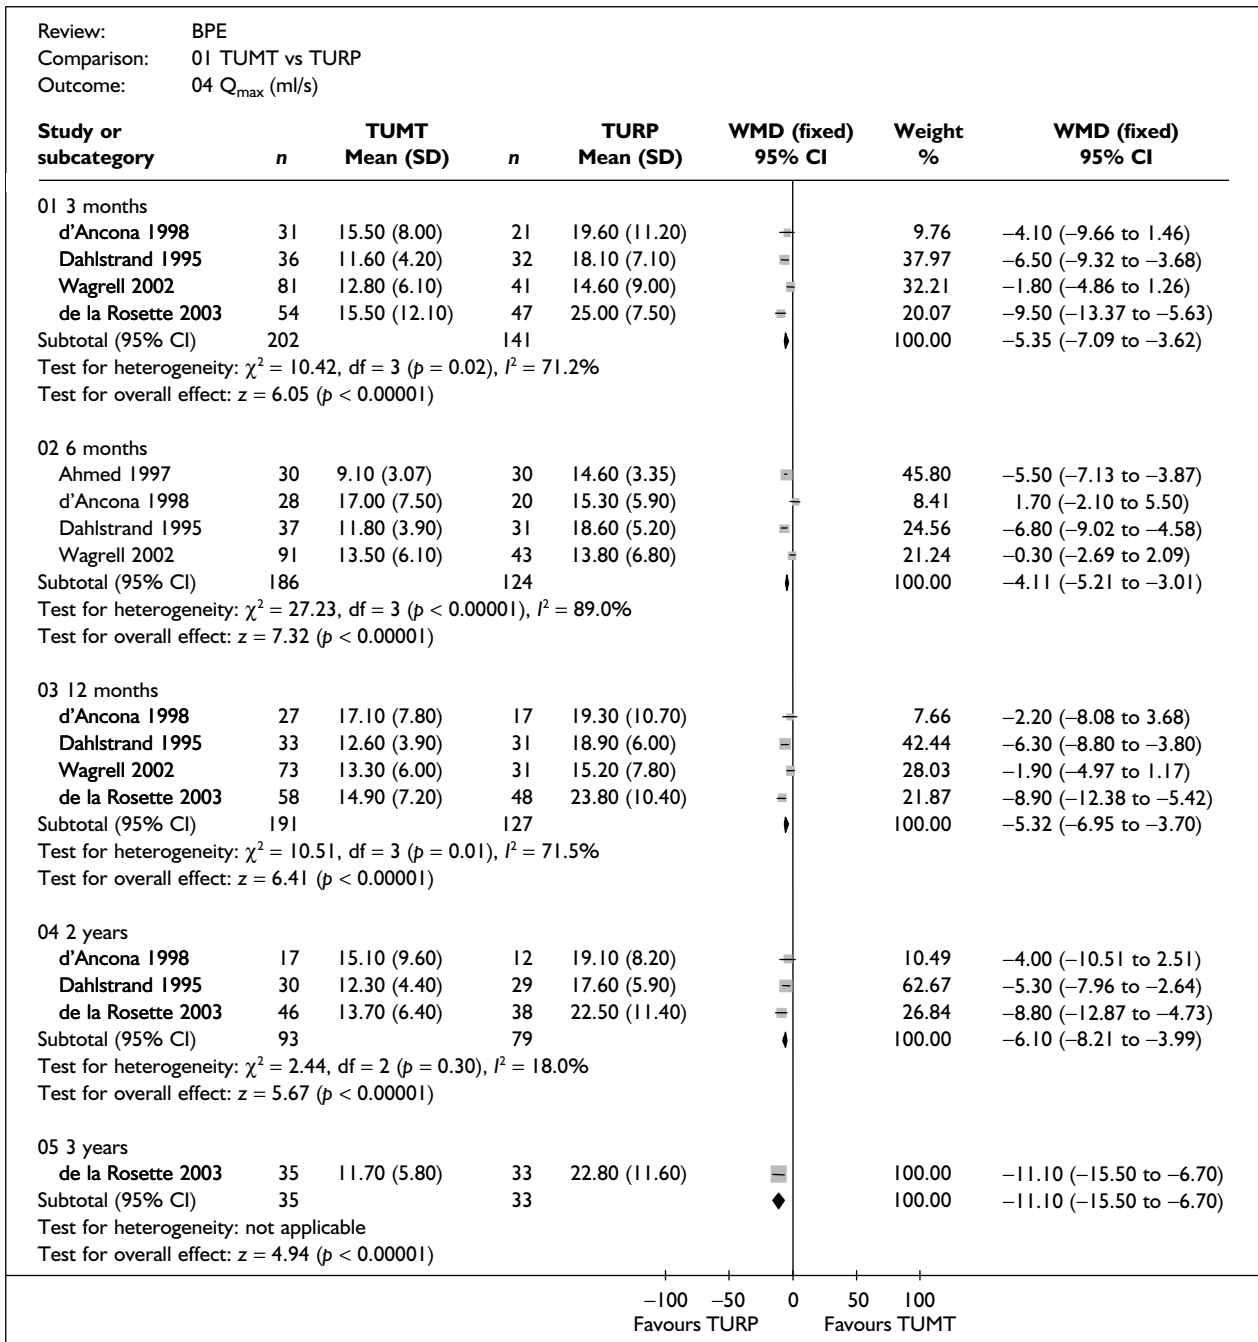 Review: BPE
Comparison: 01 TUMT vs TURP
Outcome: 04 Qmax (ml/s)
Study or TUMT TURP WMD (fixed) Weight WMD (fixed)
subcategory n Mean (SD) n Mean (SD) 95% CI % 95% CI
01 3 months
d'Ancona 1998 31 15.50 (8.00) 21 19.60 (11.20) 9.76 −4.10 (−9.66 to 1.46)
Dahlstrand 1995 36 11.60 (4.20) 32 18.10 (7.10) 37.97 −6.50 (−9.32 to −3.68)
Wagrell 2002 81 12.80 (6.10) 41 14.60 (9.00) 32.21 −1.80 (−4.86 to 1.26)
de la Rosette 2003 54 15.50 (12.10) 47 25.00 (7.50) 20.07 −9.50 (−13.37 to −5.63)
Subtotal (95% CI) 202 141 100.00 −5.35 (−7.09 to −3.62)
Test for heterogeneity: χ² = 10.42, df = 3 (p = 0.02), I² = 71.2%
Test for overall effect: z = 6.05 (p < 0.00001)
02 6 months
Ahmed 1997 30 9.10 (3.07) 30 14.60 (3.35) 45.80 −5.50 (−7.13 to −3.87)
d'Ancona 1998 28 17.00 (7.50) 20 15.30 (5.90) 8.41 1.70 (−2.10 to 5.50)
Dahlstrand 1995 37 11.80 (3.90) 31 18.60 (5.20) 24.56 −6.80 (−9.02 to −4.58)
Wagrell 2002 91 13.50 (6.10) 43 13.80 (6.80) 21.24 −0.30 (−2.69 to 2.09)
Subtotal (95% CI) 186 124 100.00 −4.11 (−5.21 to −3.01)
Test for heterogeneity: χ² = 27.23, df = 3 (p < 0.00001), I² = 89.0%
Test for overall effect: z = 7.32 (p < 0.00001)
03 12 months
d'Ancona 1998 27 17.10 (7.80) 17 19.30 (10.70) 7.66 −2.20 (−8.08 to 3.68)
Dahlstrand 1995 33 12.60 (3.90) 31 18.90 (6.00) 42.44 −6.30 (−8.80 to −3.80)
Wagrell 2002 73 13.30 (6.00) 31 15.20 (7.80) 28.03 −1.90 (−4.97 to 1.17)
de la Rosette 2003 58 14.90 (7.20) 48 23.80 (10.40) 21.87 −8.90 (−12.38 to −5.42)
Subtotal (95% CI) 191 127 100.00 −5.32 (−6.95 to −3.70)
Test for heterogeneity: χ² = 10.51, df = 3 (p = 0.01), I² = 71.5%
Test for overall effect: z = 6.41 (p < 0.00001)
04 2 years
d'Ancona 1998 17 15.10 (9.60) 12 19.10 (8.20) 10.49 −4.00 (−10.51 to 2.51)
Dahlstrand 1995 30 12.30 (4.40) 29 17.60 (5.90) 62.67 −5.30 (−7.96 to −2.64)
de la Rosette 2003 46 13.70 (6.40) 38 22.50 (11.40) 26.84 −8.80 (−12.87 to −4.73)
Subtotal (95% CI) 93 79 100.00 −6.10 (−8.21 to −3.99)
Test for heterogeneity: χ² = 2.44, df = 2 (p = 0.30), I² = 18.0%
Test for overall effect: z = 5.67 (p < 0.00001)
05 3 years
de la Rosette 2003 35 11.70 (5.80) 33 22.80 (11.60) 100.00 −11.10 (−15.50 to −6.70)
Subtotal (95% CI) 35 33 100.00 −11.10 (−15.50 to −6.70)
Test for heterogeneity: not applicable
Test for overall effect: z = 4.94 (p < 0.00001)
−100 −50 0 50 100
Favours TURP Favours TUMT